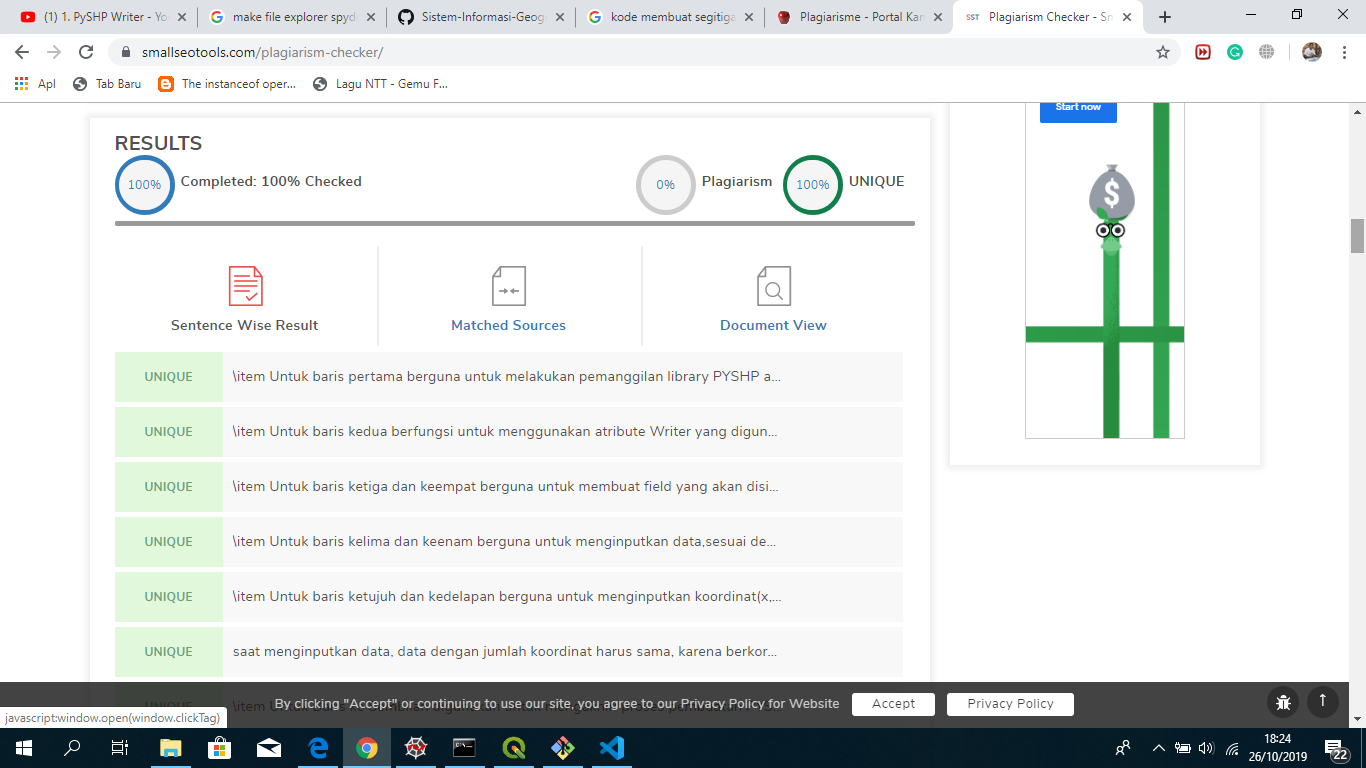 (1) 1. PySHP Writer - Yo
make file explorer spyd
Sistem-Informasi-Geog
kode membuat segitiga
Plagiarisme - Portal Kan
SST Plagiarism Checker - Sm
smallseotools.com/plagiarism-checker/
Apl
Tab Baru
The instanceof oper...
Lagu NTT - Gemu F...
Start now
RESULTS
100% Completed: 100% Checked
0% Plagiarism
100% UNIQUE
$
Sentence Wise Result
Matched Sources
Document View
UNIQUE \item Untuk baris pertama berguna untuk melakukan pemanggilan library PYSHP a...
UNIQUE \item Untuk baris kedua berfungsi untuk menggunakan atribute Writer yang digun...
UNIQUE \item Untuk baris ketiga dan keempat berguna untuk membuat field yang akan disi...
UNIQUE \item Untuk baris kelima dan keenam berguna untuk menginputkan data,sesuai de...
UNIQUE \item Untuk baris ketujuh dan kedelapan berguna untuk menginputkan koordinat(x,...
UNIQUE saat menginputkan data, data dengan jumlah koordinat harus sama, karena berkor...
UNIQUE \item Untuk baris
By clicking "Accept" or continuing to use our site, you agree to our Privacy Policy for Website
Accept
Privacy Policy
javascript:window.open(window.clickTag)
18:24
26/10/2019
22